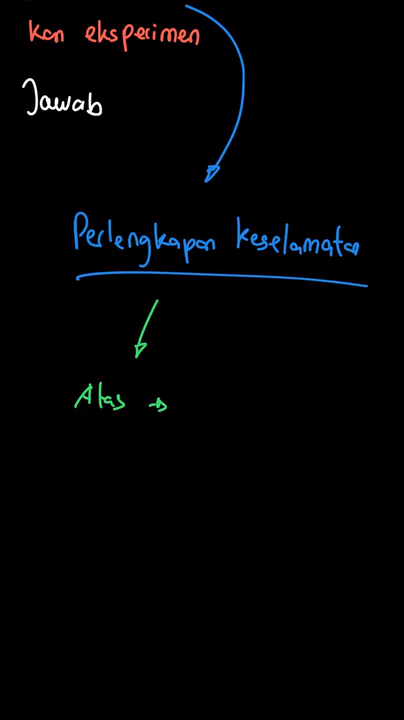 kan eksperimen
Jawab
Perlengkapan keselamatan
Atas →